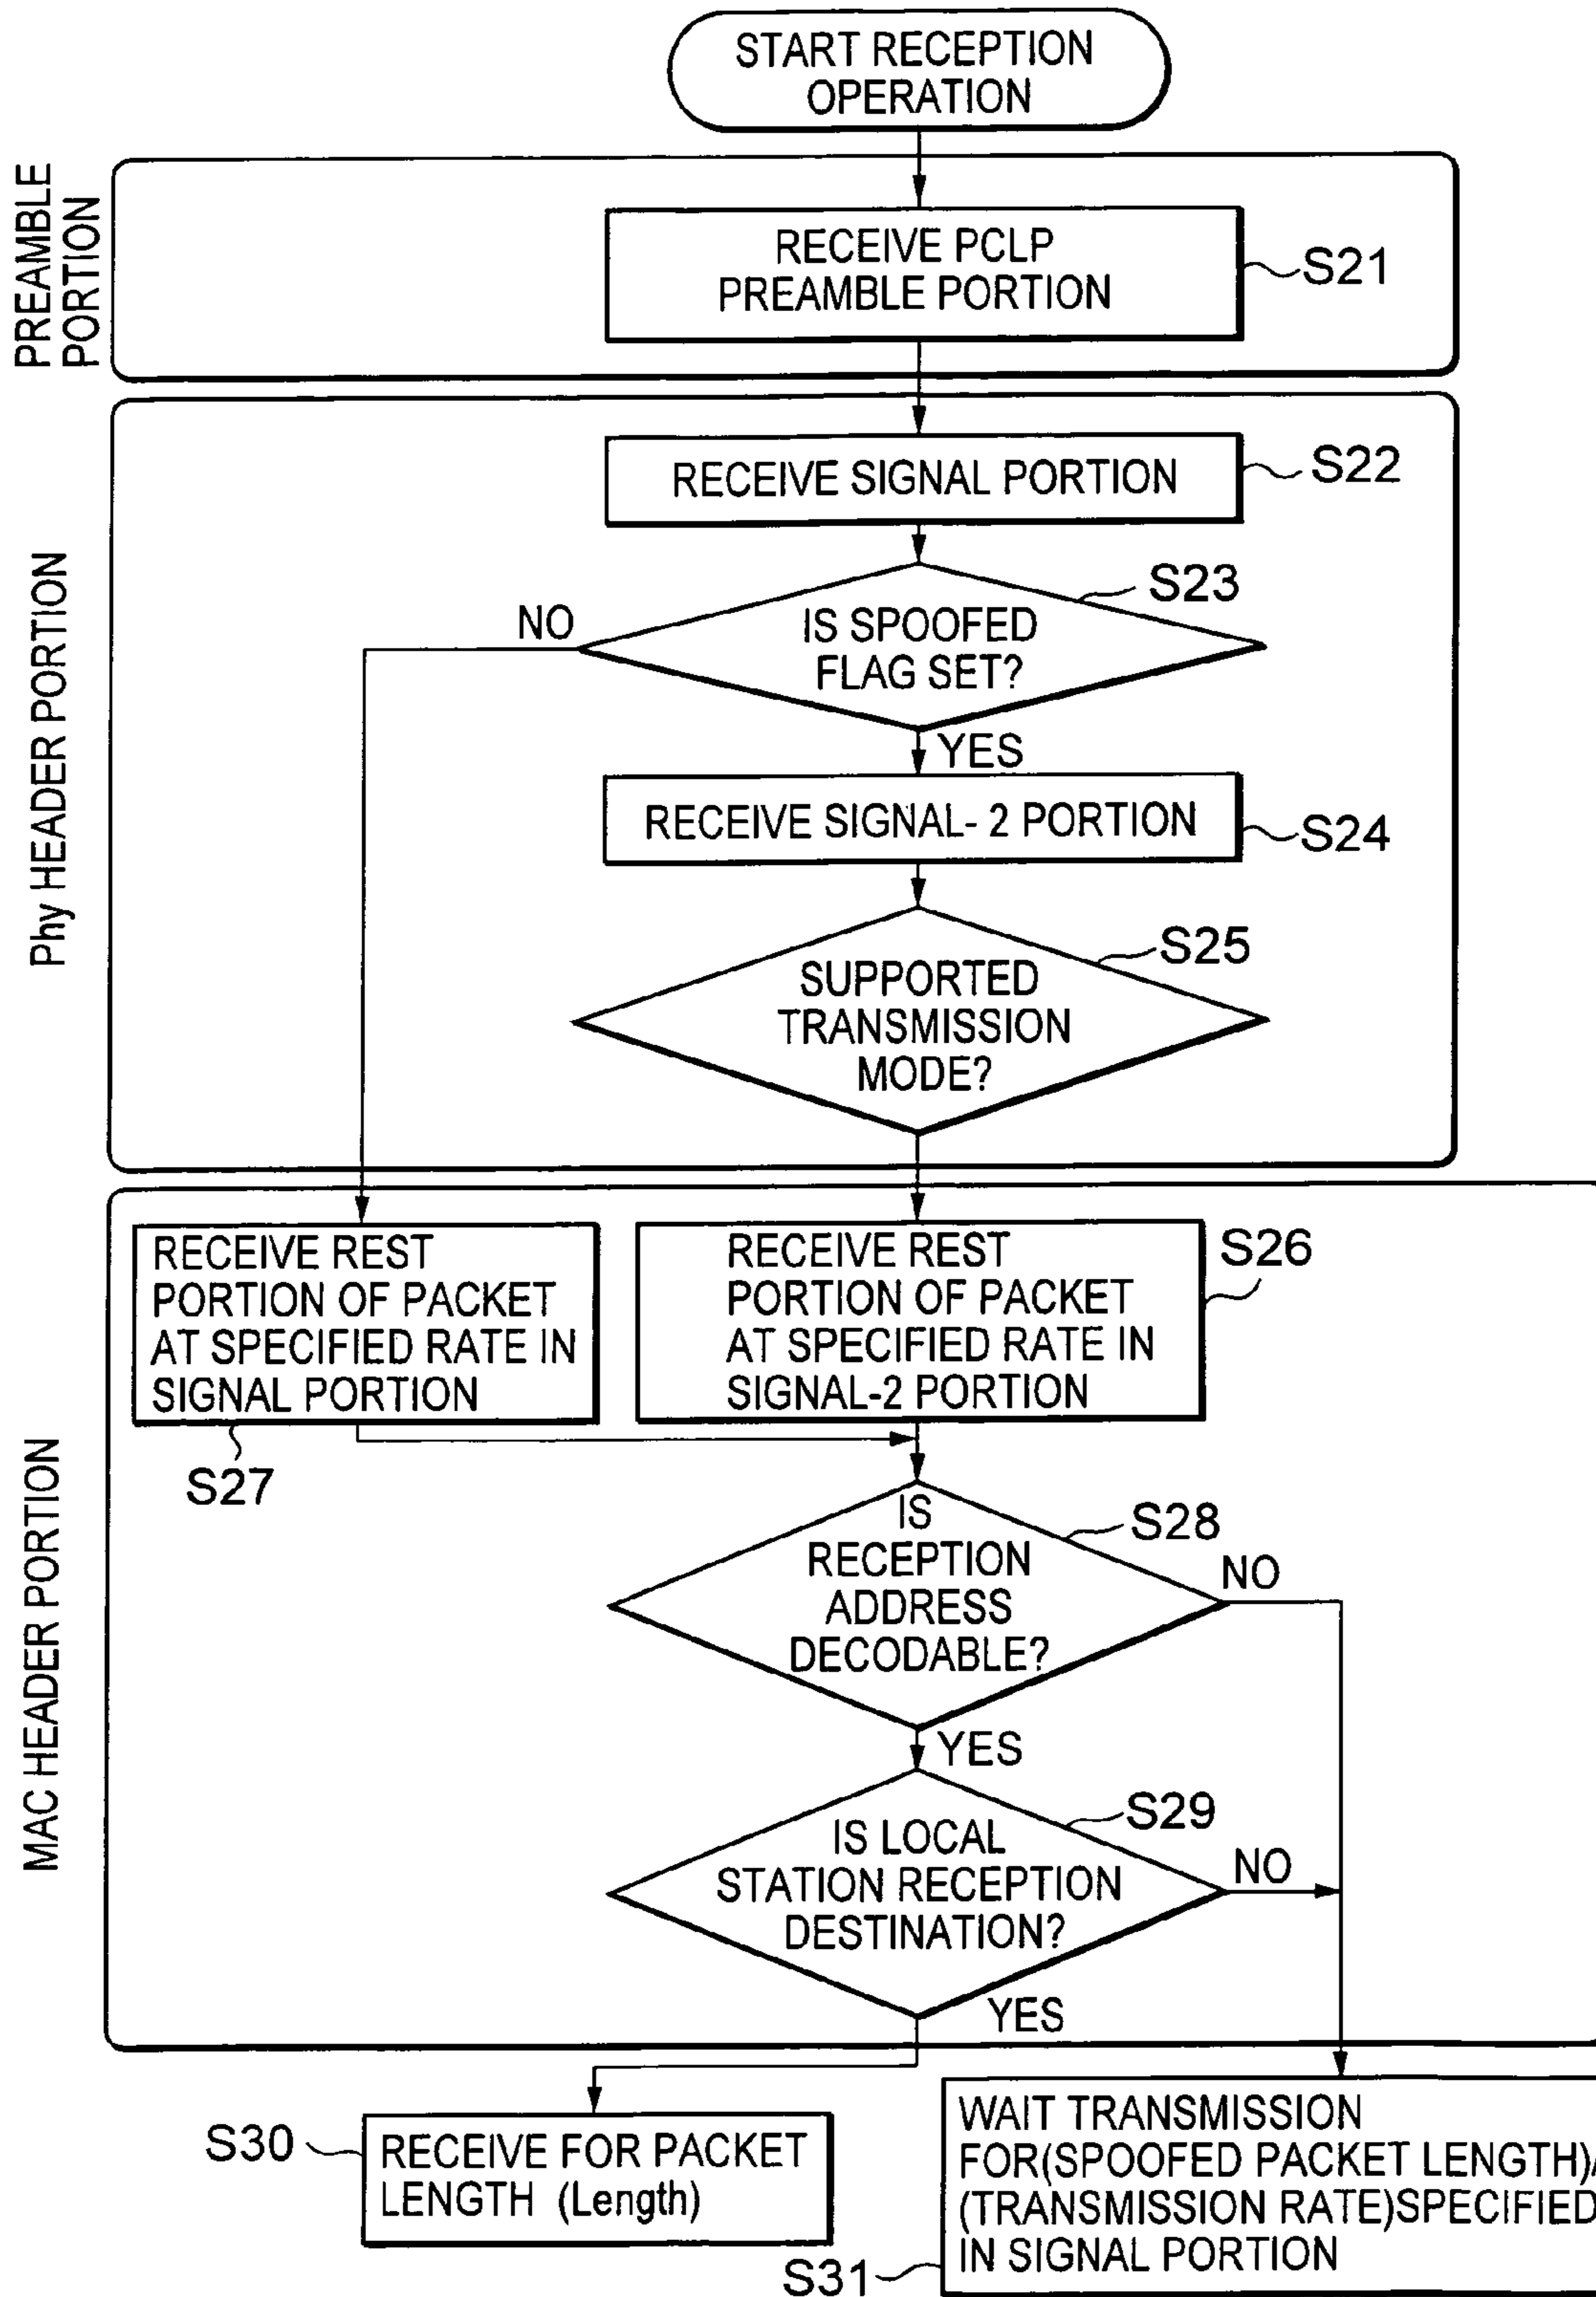 START RECEPTION
OPERATION
PREAMBLE
PORTION
RECEIVE PCLP
PREAMBLE PORTION
S21
Phy HEADER PORTION
RECEIVE SIGNAL PORTION
S22
IS SPOOFED
FLAG SET?
S23
NO
YES
RECEIVE SIGNAL- 2 PORTION
S24
SUPPORTED
TRANSMISSION
MODE?
S25
MAC HEADER PORTION
RECEIVE REST
PORTION OF PACKET
AT SPECIFIED RATE IN
SIGNAL PORTION
S27
RECEIVE REST
PORTION OF PACKET
AT SPECIFIED RATE IN
SIGNAL-2 PORTION
S26
IS
RECEPTION
ADDRESS
DECODABLE?
S28
NO
YES
IS LOCAL
STATION RECEPTION
DESTINATION?
S29
NO
YES
S30
RECEIVE FOR PACKET
LENGTH (Length)
WAIT TRANSMISSION
FOR(SPOOFED PACKET LENGTH)/
(TRANSMISSION RATE)SPECIFIED
IN SIGNAL PORTION
S31